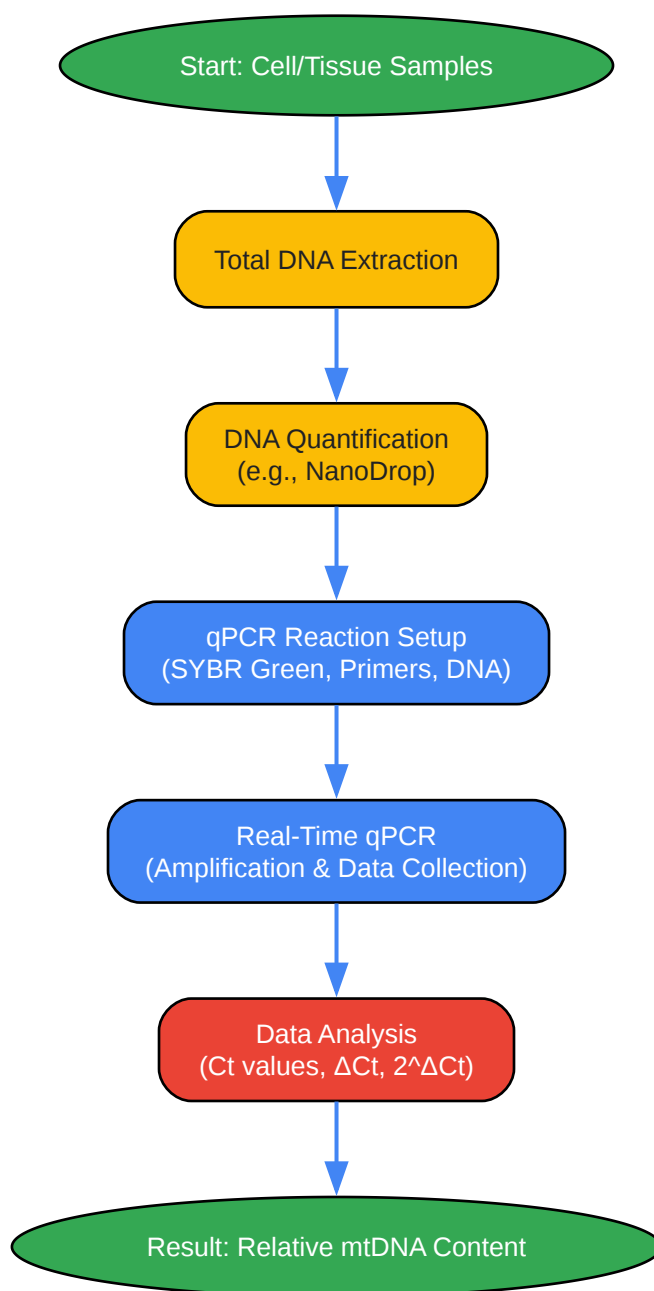 Start: Cell/Tissue Samples
Total DNA Extraction
DNA Quantification
(e.g., NanoDrop)
qPCR Reaction Setup
(SYBR Green, Primers, DNA)
Real-Time qPCR
(Amplification & Data Collection)
Data Analysis
(Ct values, ΔCt, 2^ΔCt)
Result: Relative mtDNA Content